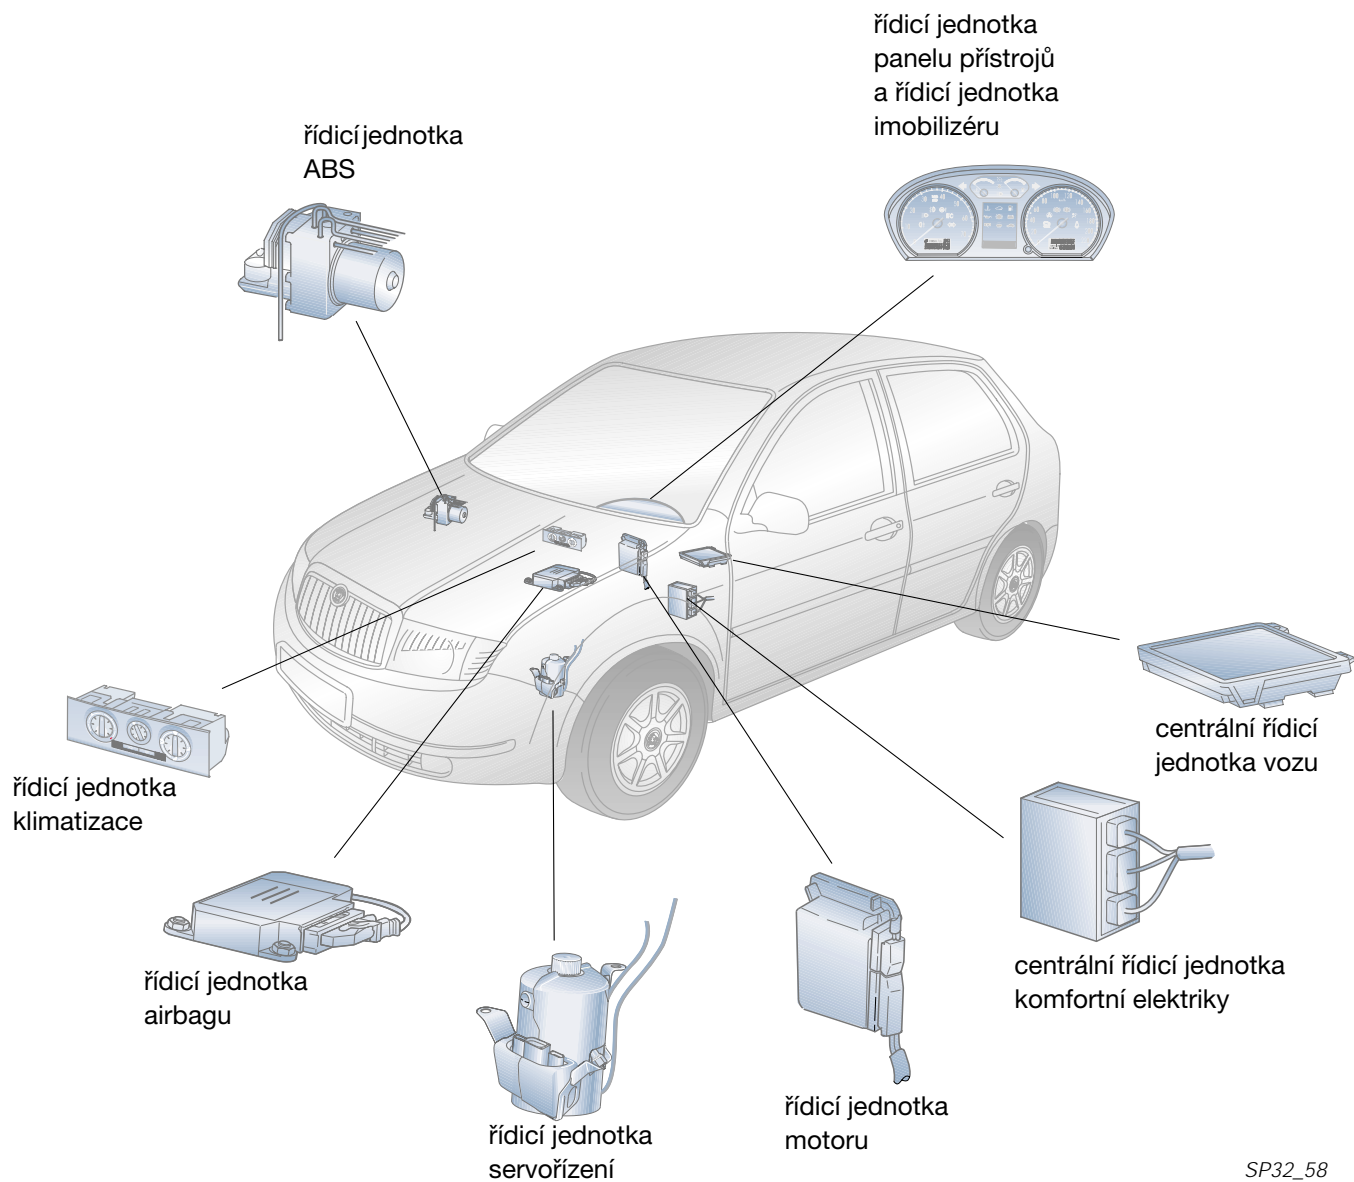 řídicí jednotka
panelu přístrojů
a řídicí jednotka
imobilizéru
řídicí jednotka
ABS
centrální řídicí
jednotka vozu
řídicí jednotka
klimatizace
centrální řídicí jednotka
komfortní elektriky
řídicí jednotka
airbagu
řídicí jednotka
motoru
řídicí jednotka
servořízení
SP32_58